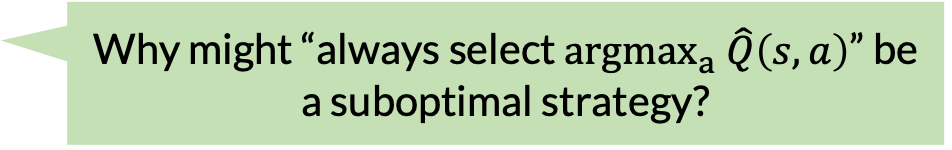 Why might “always select argmaxₐ Q̂(s, a)” be
a suboptimal strategy?